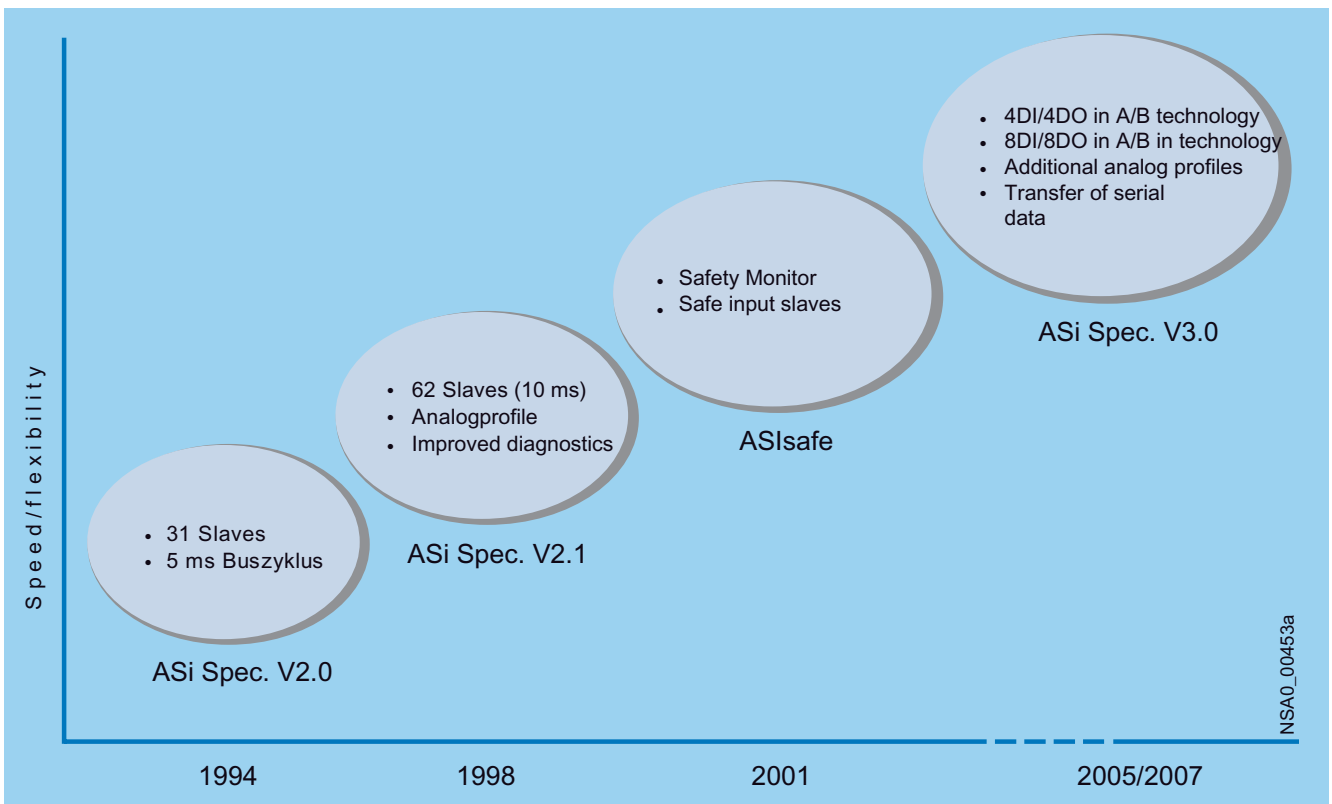 • 4DI/4DO in A/B technology
• 8DI/8DO in A/B in technology
• Additional analog profiles
• Transfer of serial
data
ASi Spec. V3.0
• Safety Monitor
• Safe input slaves
ASIsafe
• 62 Slaves (10 ms)
• Analogprofile
• Improved diagnostics
ASi Spec. V2.1
• 31 Slaves
• 5 ms Buszyklus
ASi Spec. V2.0
Speed/flexibility
NSA0_00453a
1994 1998 2001 2005/2007